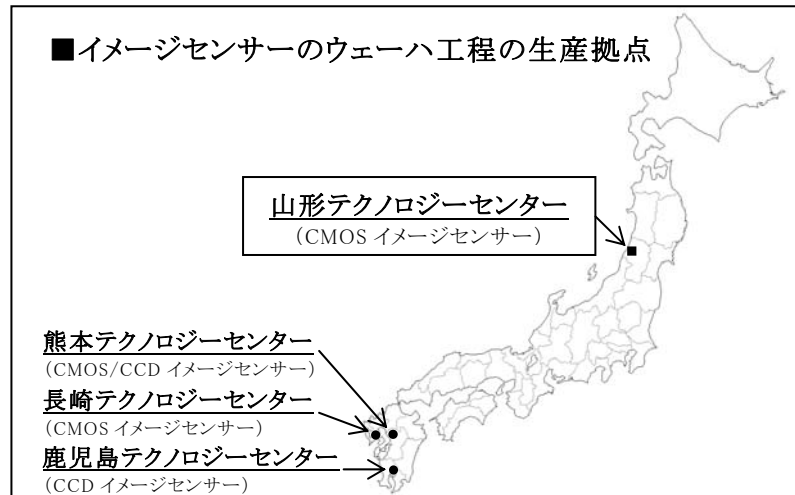 ■イメージセンサーのウェーハ工程の生産拠点
山形テクノロジーセンター
（CMOS イメージセンサー）
熊本テクノロジーセンター
（CMOS/CCD イメージセンサー）
長崎テクノロジーセンター
（CMOS イメージセンサー）
鹿児島テクノロジーセンター
（CCD イメージセンサー）